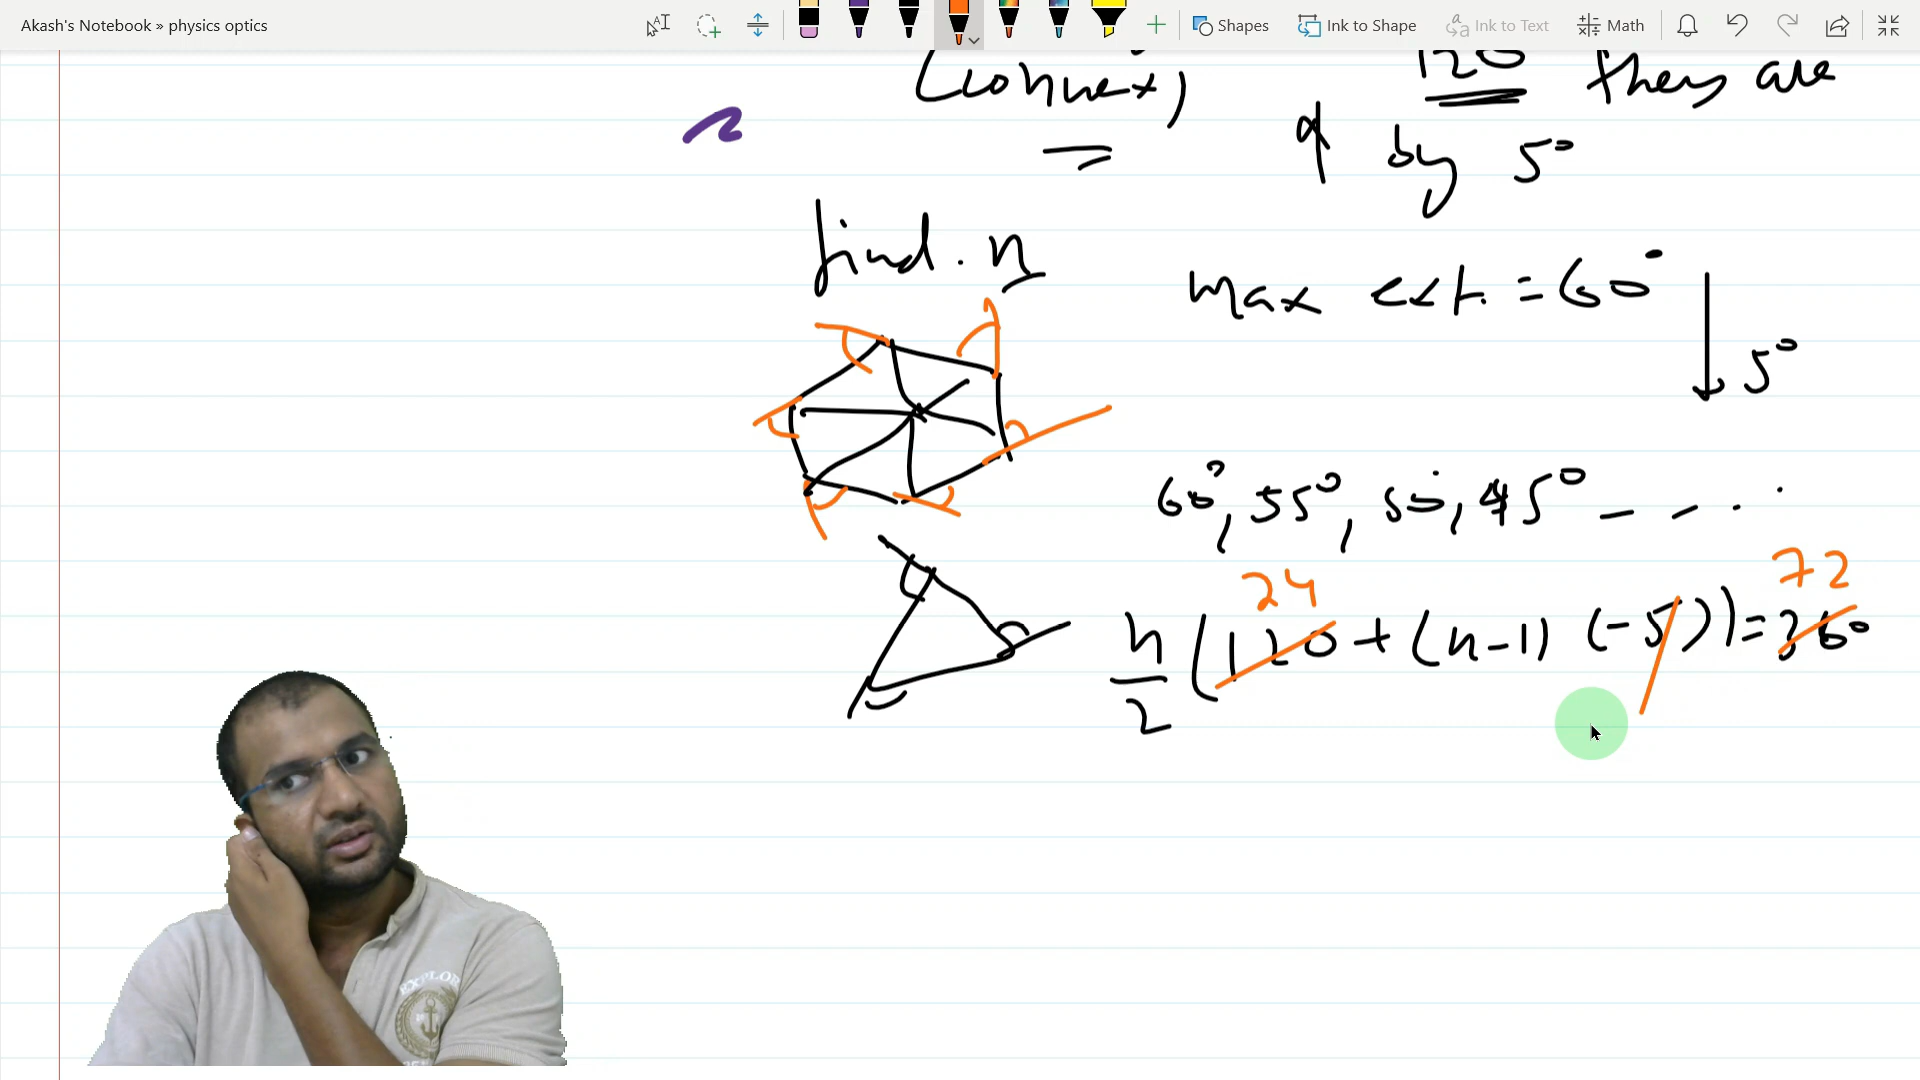 Akash's Notebook » physics optics
Shapes
Ink to Shape
Ink to Text
Math
(convex)
120 they are
by 5°
find. n
max ext. = 60°
5°
60°, 55°, 50, 45° - - . .
24
72
n/2 (120 + (n-1) (-5)) = 360
EXPLOR